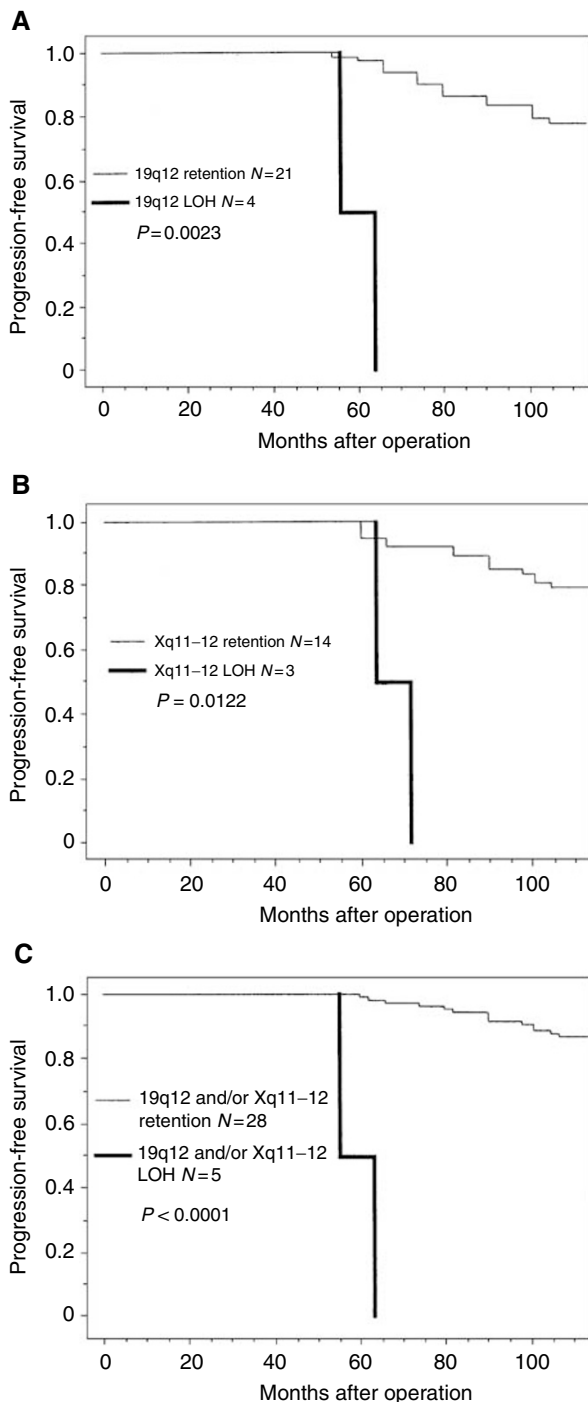 A
1.0
0.8
0.6
0.4
0.2
0
Progression-free survival
19q12 retention N=21
19q12 LOH N=4
P=0.0023
0 20 40 60 80 100
Months after operation
B
1.0
0.8
0.6
0.4
0.2
0
Progression-free survival
Xq11–12 retention N=14
Xq11–12 LOH N=3
P = 0.0122
0 20 40 60 80 100
Months after operation
C
1.0
0.8
0.6
0.4
0.2
0
Progression-free survival
19q12 and/or Xq11–12
retention N=28
19q12 and/or Xq11–12
LOH N=5
P < 0.0001
0 20 40 60 80 100
Months after operation